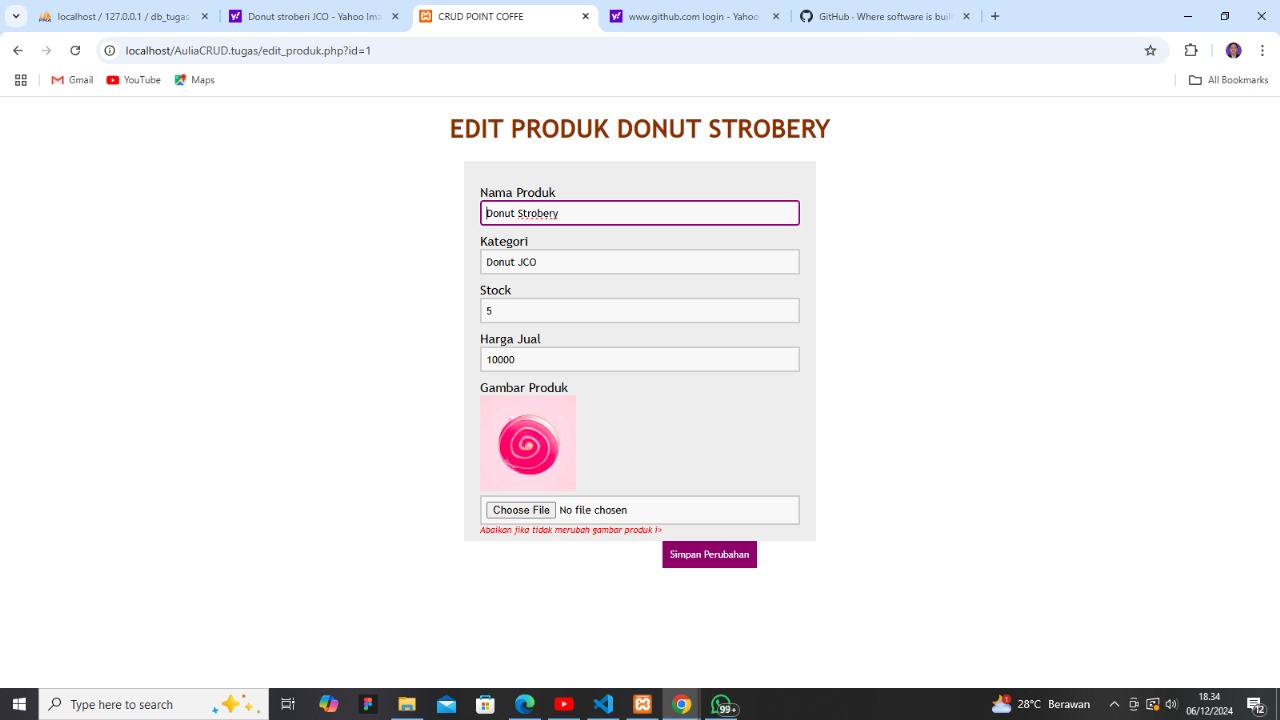 localhost / 127.0.0.1 / db_tugas
Donut stroberi JCO - Yahoo Ima
CRUD POINT COFFE
www.github.com login - Yahoo
GitHub - Where software is buil
localhost/AuliaCRUD.tugas/edit_produk.php?id=1
Gmail
YouTube
Maps
All Bookmarks
EDIT PRODUK DONUT STROBERY
Nama Produk
Donut Strobery
Kategori
Donut JCO
Stock
5
Harga Jual
10000
Gambar Produk
Choose File No file chosen
Abaikan jika tidak merubah gambar produk i>
Simpan Perubahan
Type here to search
99+
28°C Berawan
18.34
06/12/2024
12